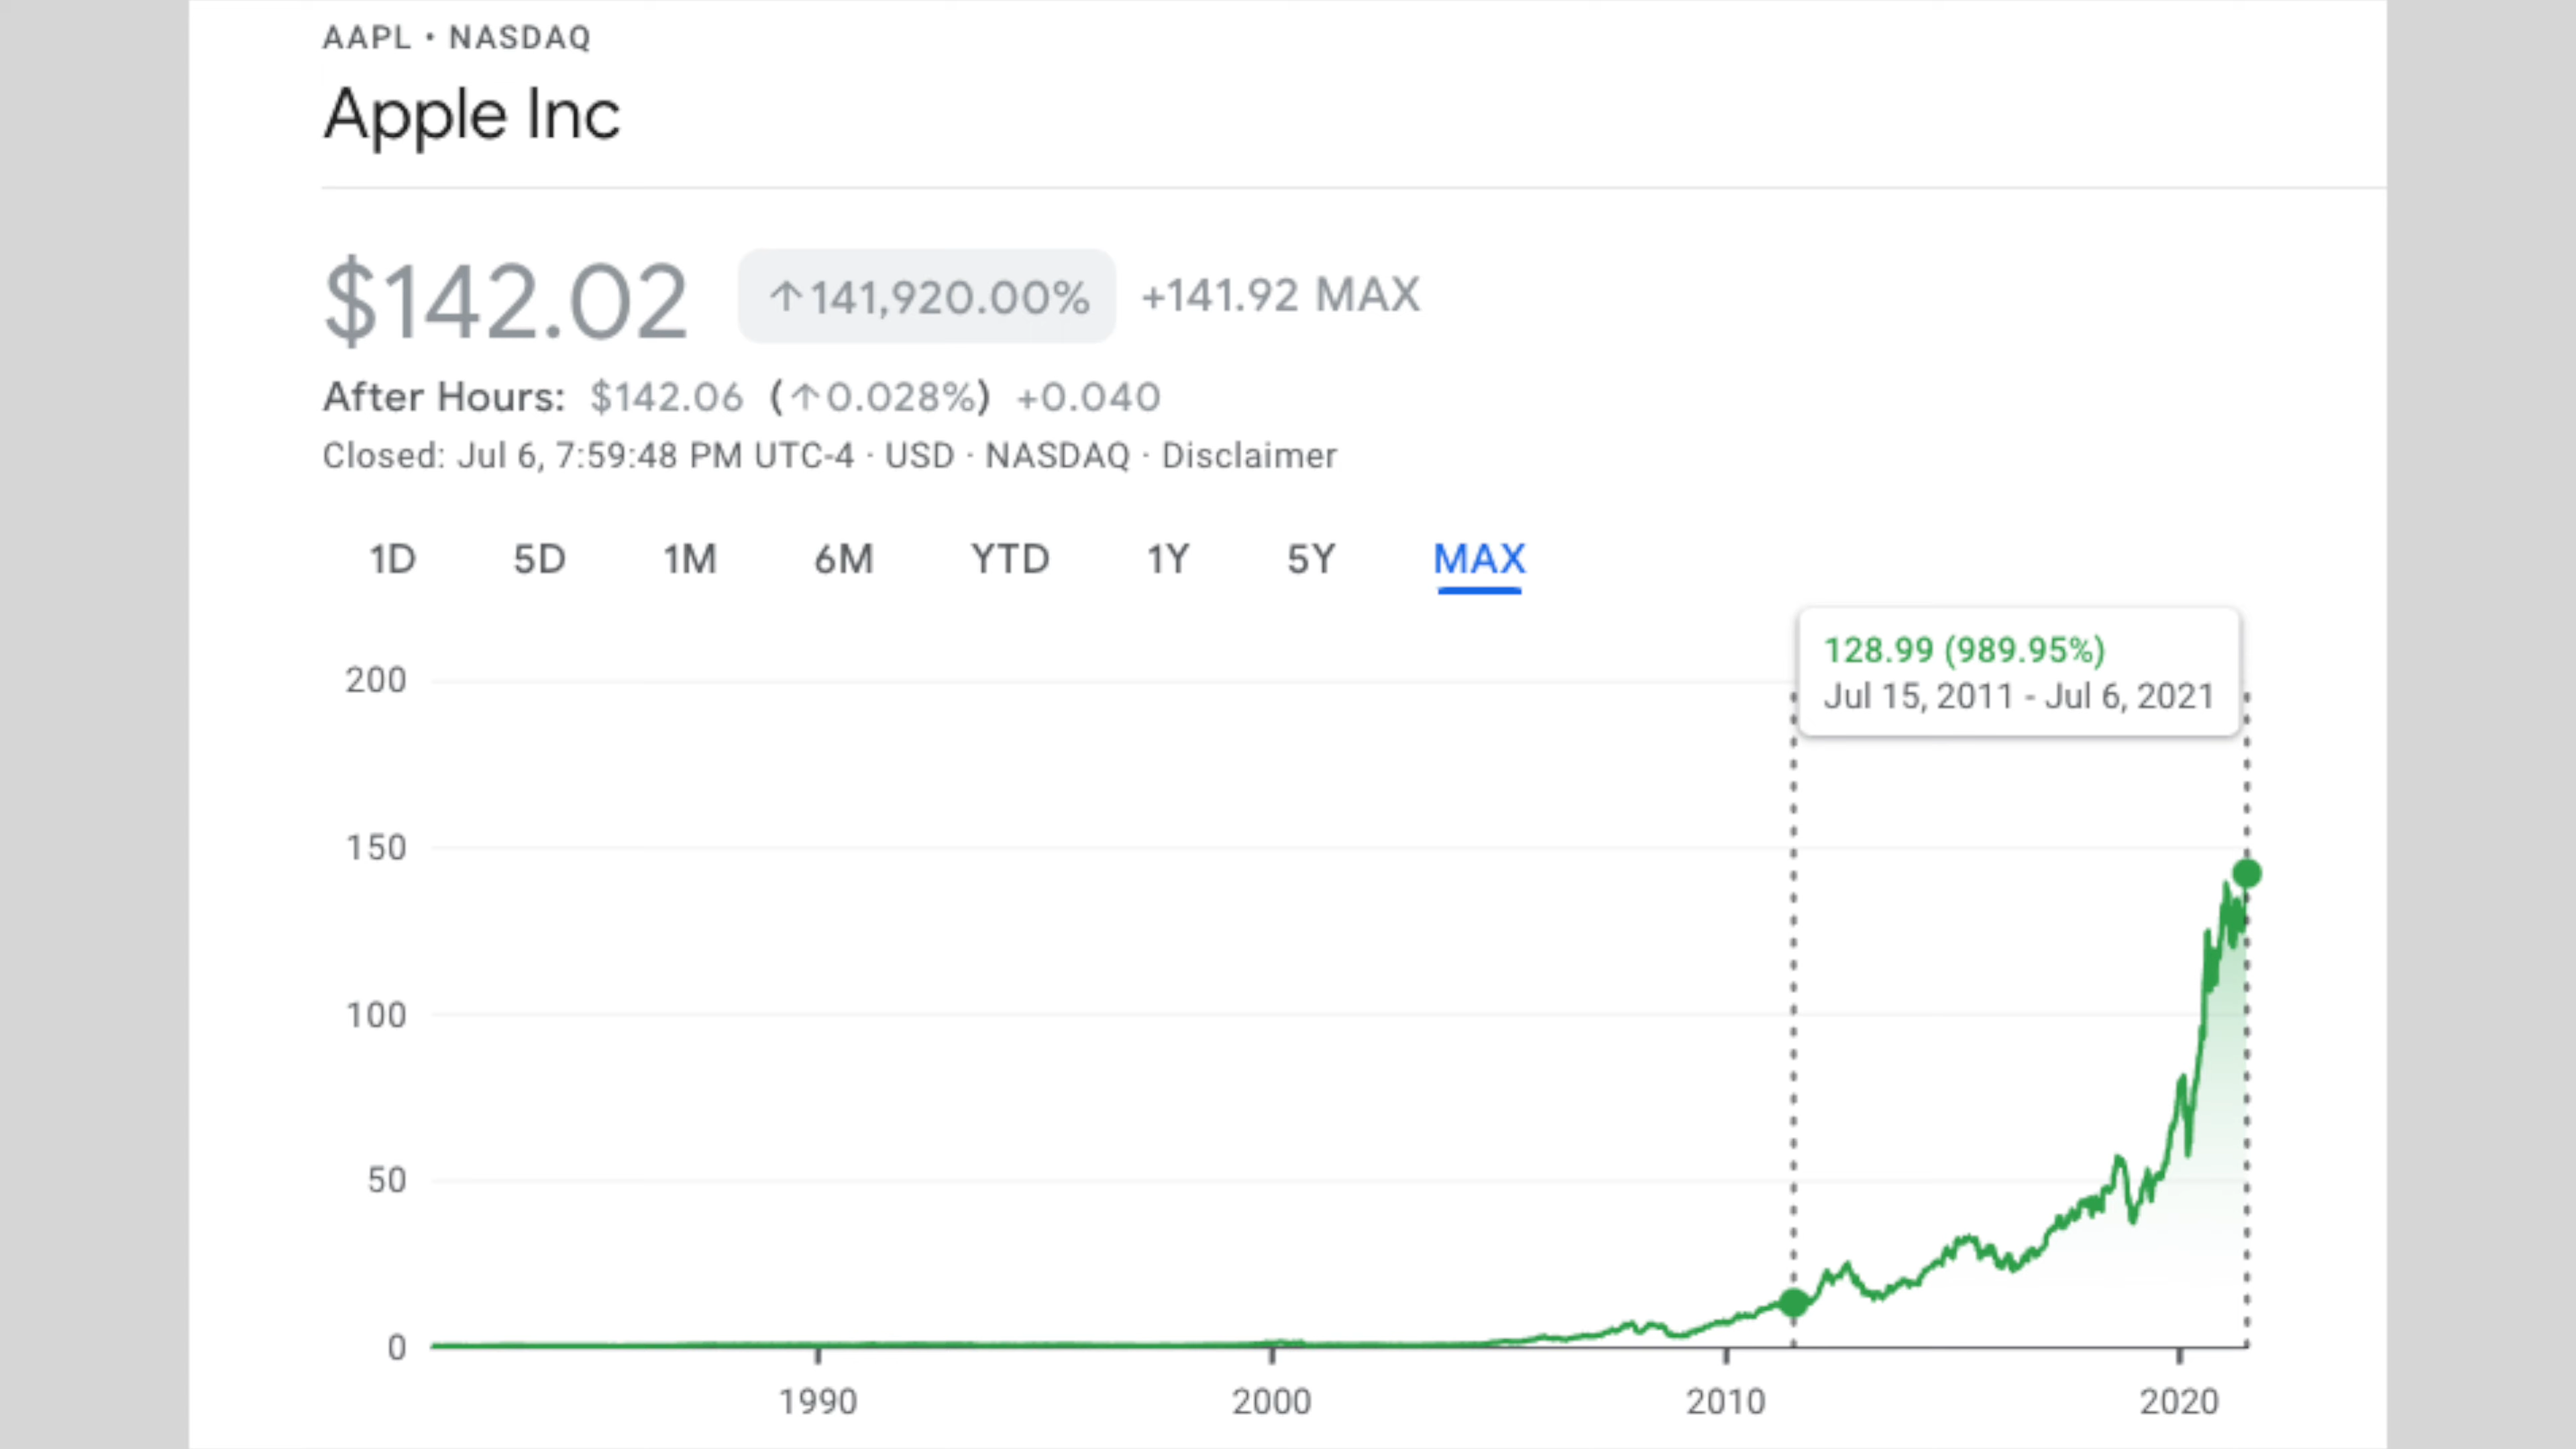 AAPL • NASDAQ
Apple Inc
$142.02 ↑141,920.00% +141.92 MAX
After Hours: $142.06 (↑0.028%) +0.040
Closed: Jul 6, 7:59:48 PM UTC-4 · USD · NASDAQ · Disclaimer
1D 5D 1M 6M YTD 1Y 5Y MAX
128.99 (989.95%)
Jul 15, 2011 - Jul 6, 2021
200
150
100
50
0
1990 2000 2010 2020